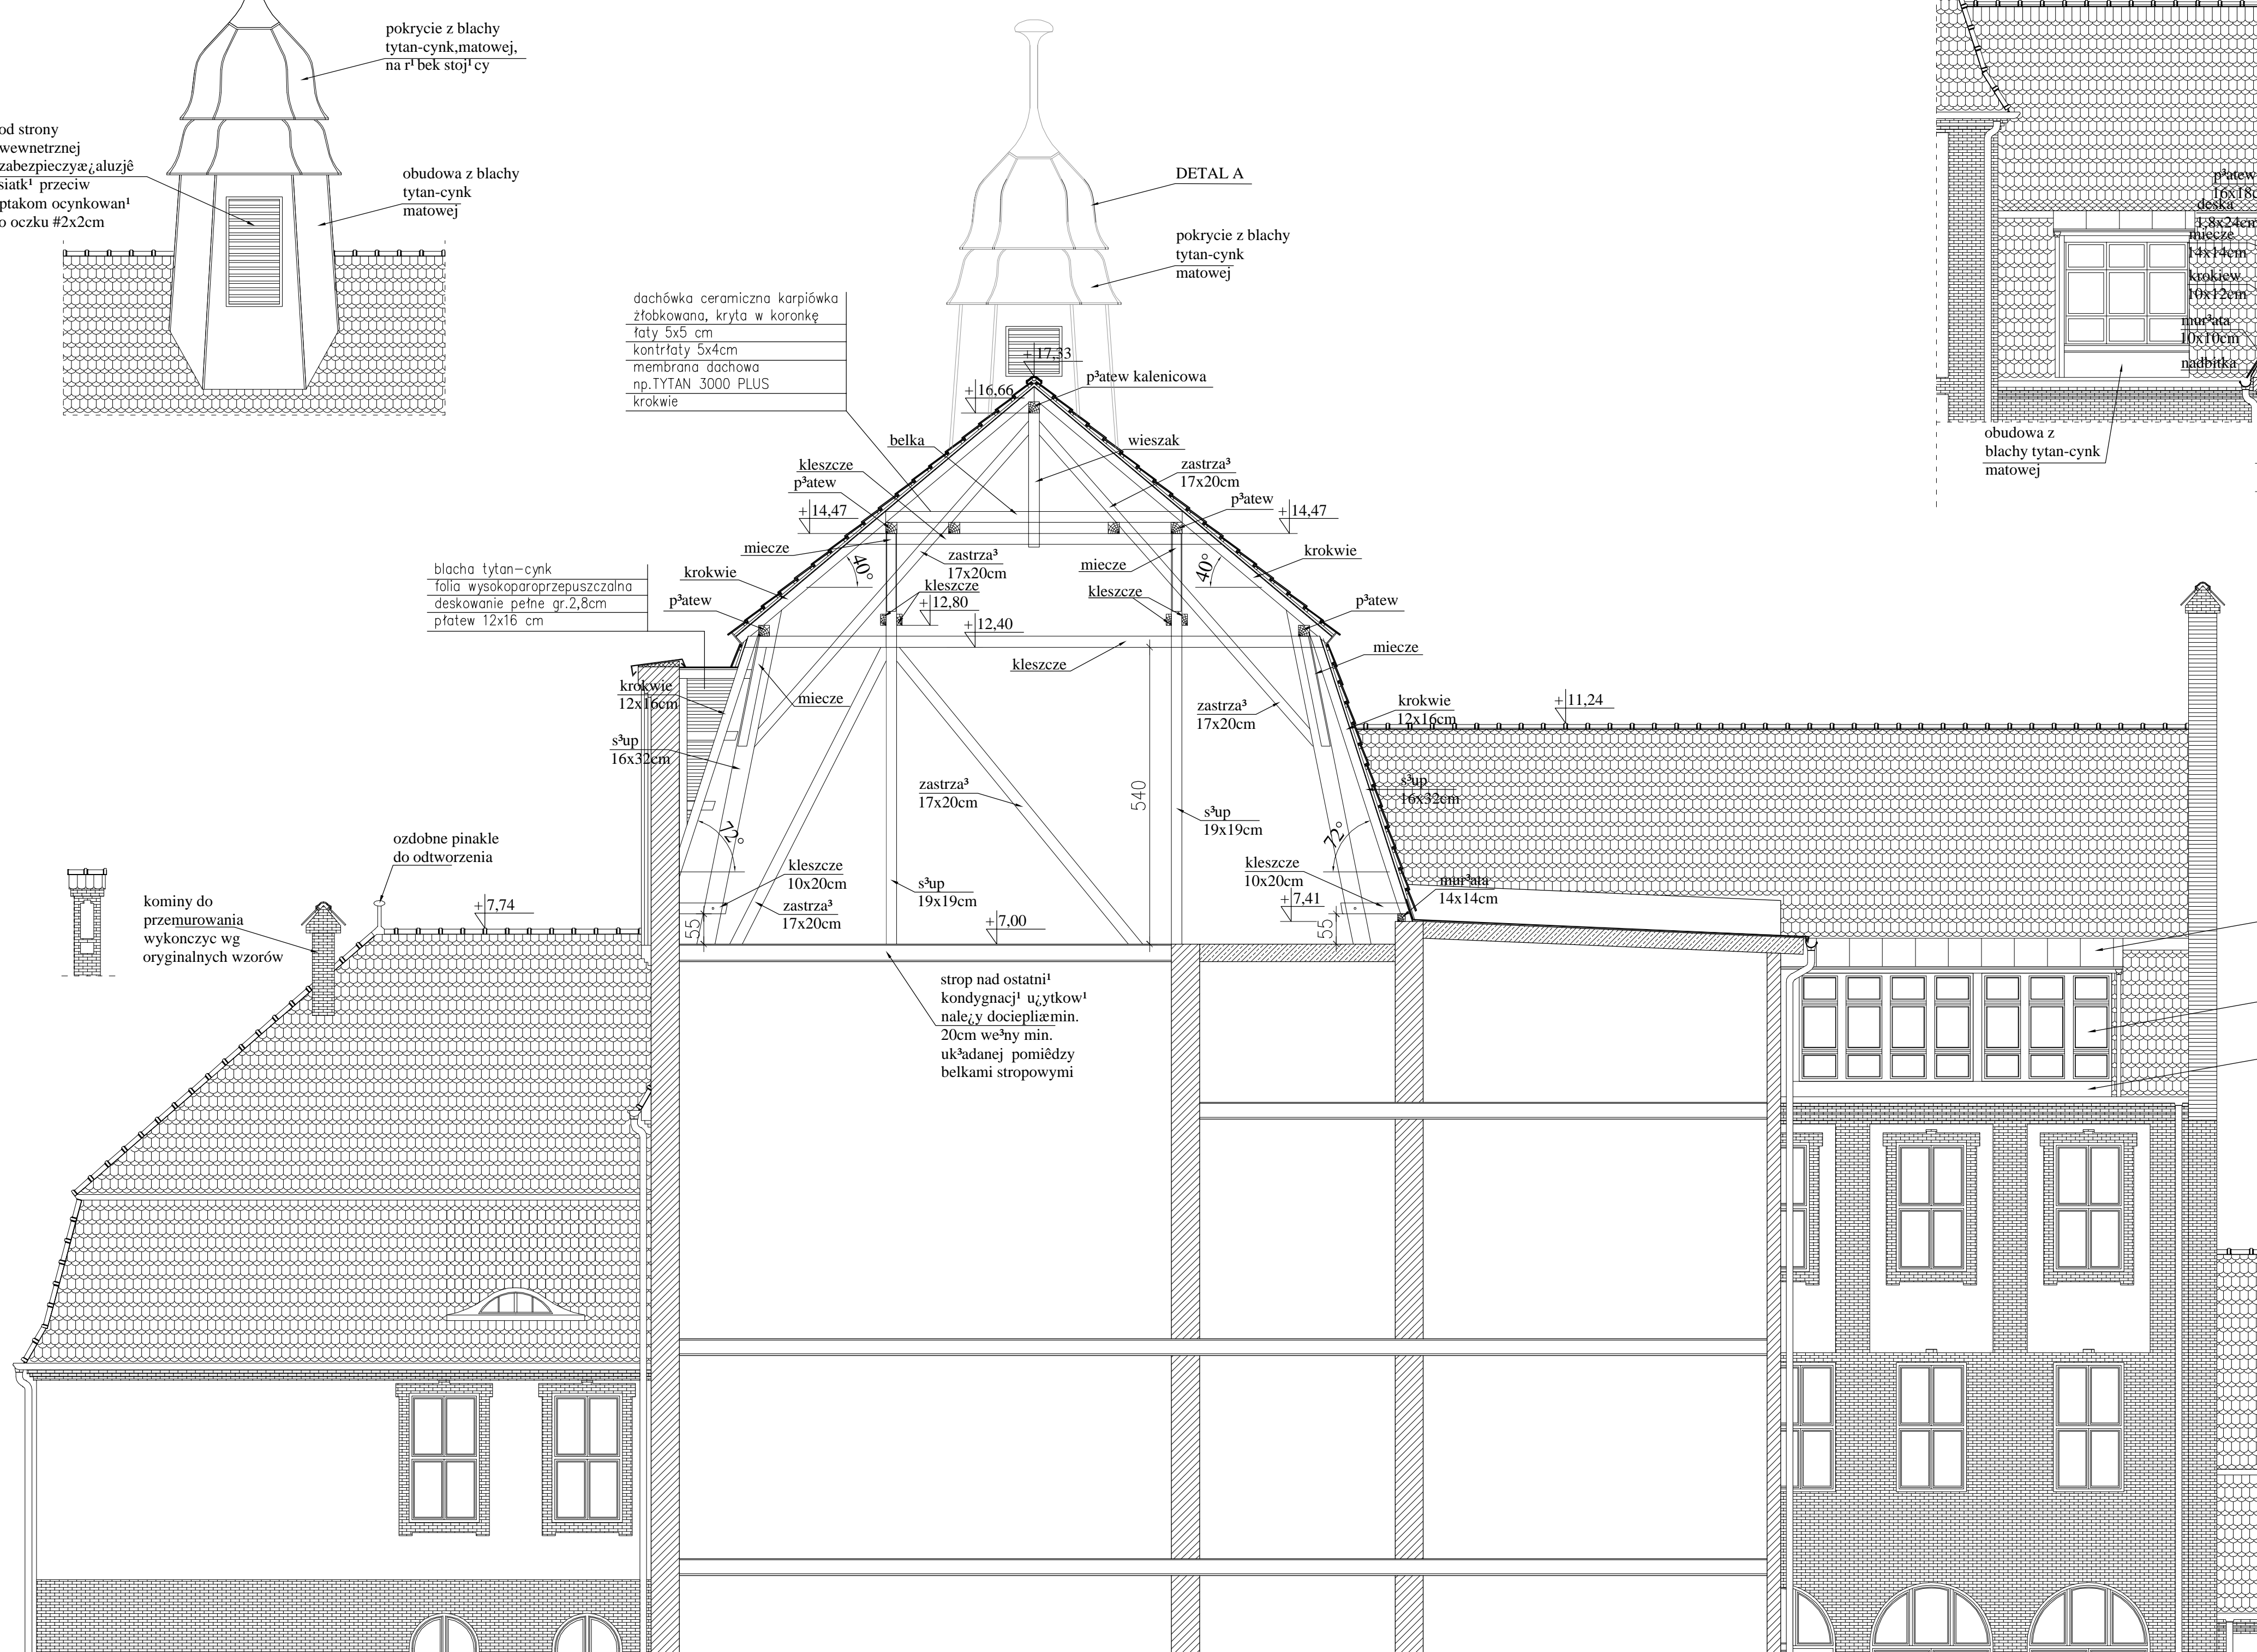 pokrycie z blachy
tytan-cynk,matowej,
na r¹bek stoj¹cy
od strony
wewnetrznej
zabezpieczyæ¿aluzjê
siatk¹ przeciw
ptakom ocynkowan¹
o oczku #2x2cm
obudowa z blachy
tytan-cynk
matowej
DETAL A
pokrycie z blachy
tytan-cynk
matowej
dachówka ceramiczna karpiówka
żłobkowana, kryta w koronkę
łaty 5x5 cm
kontrłaty 5x4cm
membrana dachowa
np.TYTAN 3000 PLUS
krokwie
+17,33
+16,66
p³atew kalenicowa
belka
wieszak
kleszcze
p³atew
zastrza³
17x20cm
p³atew
+14,47
+14,47
miecze
zastrza³
17x20cm
miecze
krokwie
40°
40°
krokwie
kleszcze
kleszcze
+12,80
p³atew
p³atew
+12,40
kleszcze
miecze
blacha tytan-cynk
folia wysokoparoprzepuszczalna
deskowanie pełne gr.2,8cm
płatew 12x16 cm
krokwie
12x16cm
miecze
zastrza³
17x20cm
krokwie
12x16cm
+11,24
s³up
16x32cm
zastrza³
17x20cm
540
s³up
19x19cm
s³up
16x32cm
72°
72°
kleszcze
10x20cm
s³up
19x19cm
zastrza³
17x20cm
+7,00
kleszcze
10x20cm
+7,41
mur³ata
14x14cm
55
55
ozdobne pinakle
do odtworzenia
kominy do
przemurowania
wykonczyc wg
oryginalnych wzorów
+7,74
strop nad ostatni¹
kondygnacj¹ u¿ytkow¹
nale¿y dociepliæmin.
20cm we³ny min.
uk³adanej pomiêdzy
belkami stropowymi
p³atew
16x18c
deska
1,8x24cm
miecze
14x14cm
krokiew
10x12cm
mur³ata
10x10cm
nadbitka
obudowa z
blachy tytan-cynk
matowej